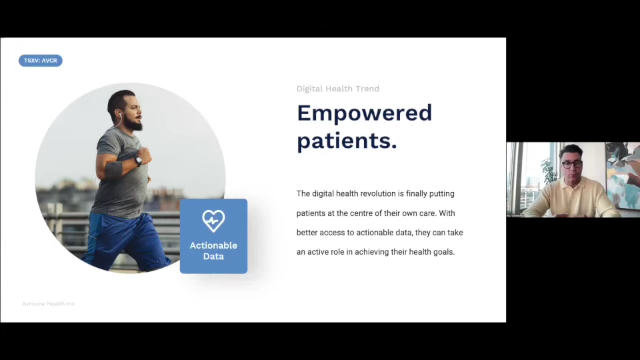 TSXV: AVCR
Digital Health Trend
Empowered
patients.
The digital health revolution is finally putting
patients at the centre of their own care. With
better access to actionable data, they can take
an active role in achieving their health goals.
Actionable
Data